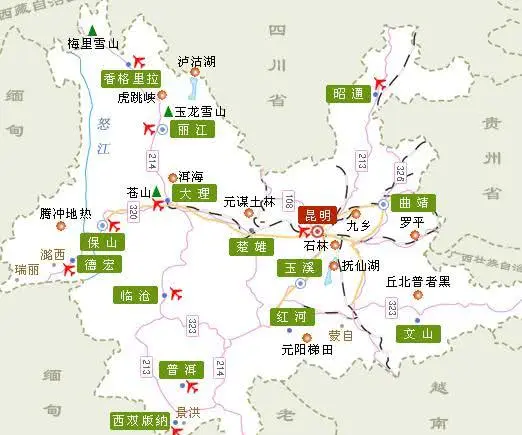 西藏自治区
四川省
梅里雪山
泸沽湖
香格里拉
虎跳峡
昭通
缅甸
怒江
玉龙雪山
丽江
贵州省
213
326
214
洱海
苍山
大理
元谋土林
108
昆明
曲靖
320
腾冲地热
九乡
罗平
保山
楚雄
石林
潞西
瑞丽
德宏
玉溪
抚仙湖
西壮族自治
丘北普者黑
临沧
323
红河
323
蒙自
文山
元阳梯田
213
214
普洱
缅甸
越南
西双版纳
景洪
老